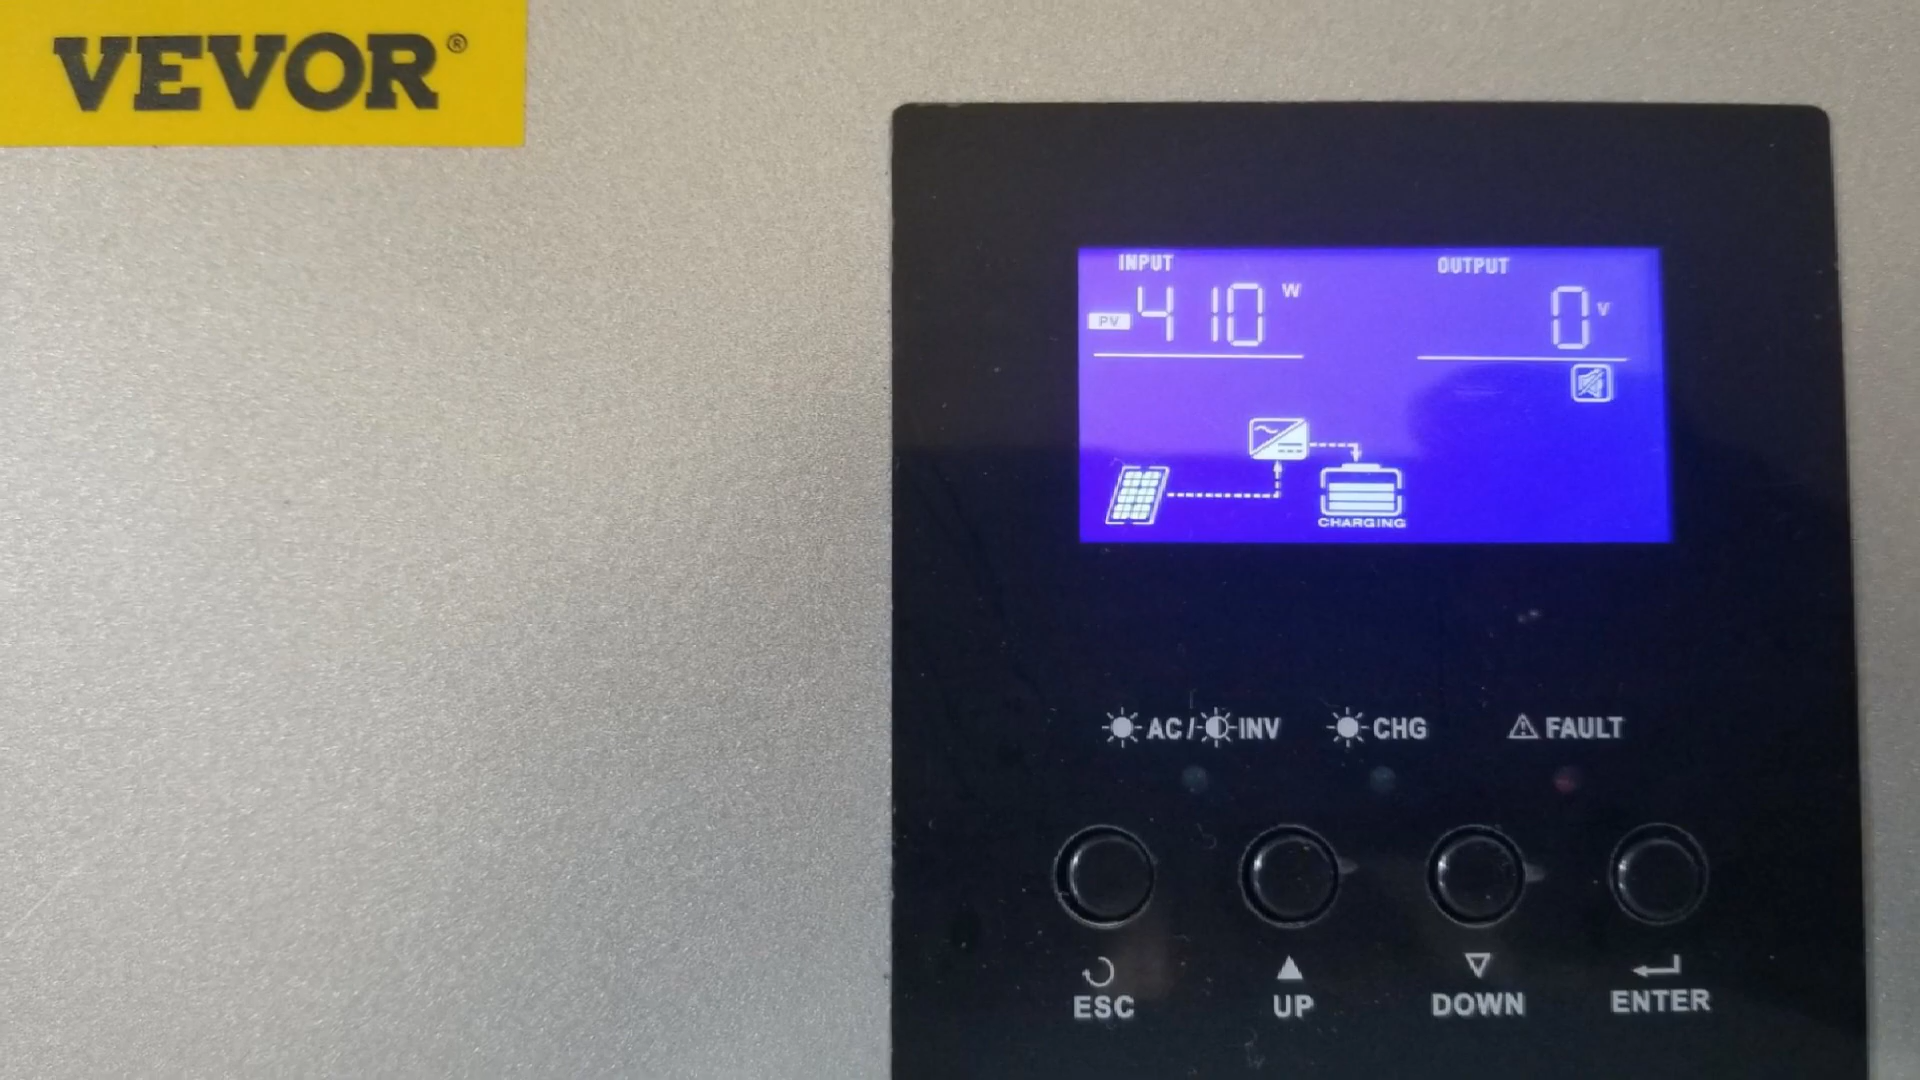 VEVOR®
INPUT
OUTPUT
PV 410 W
0 V
CHARGING
AC/ INV
CHG
FAULT
ESC
UP
DOWN
ENTER